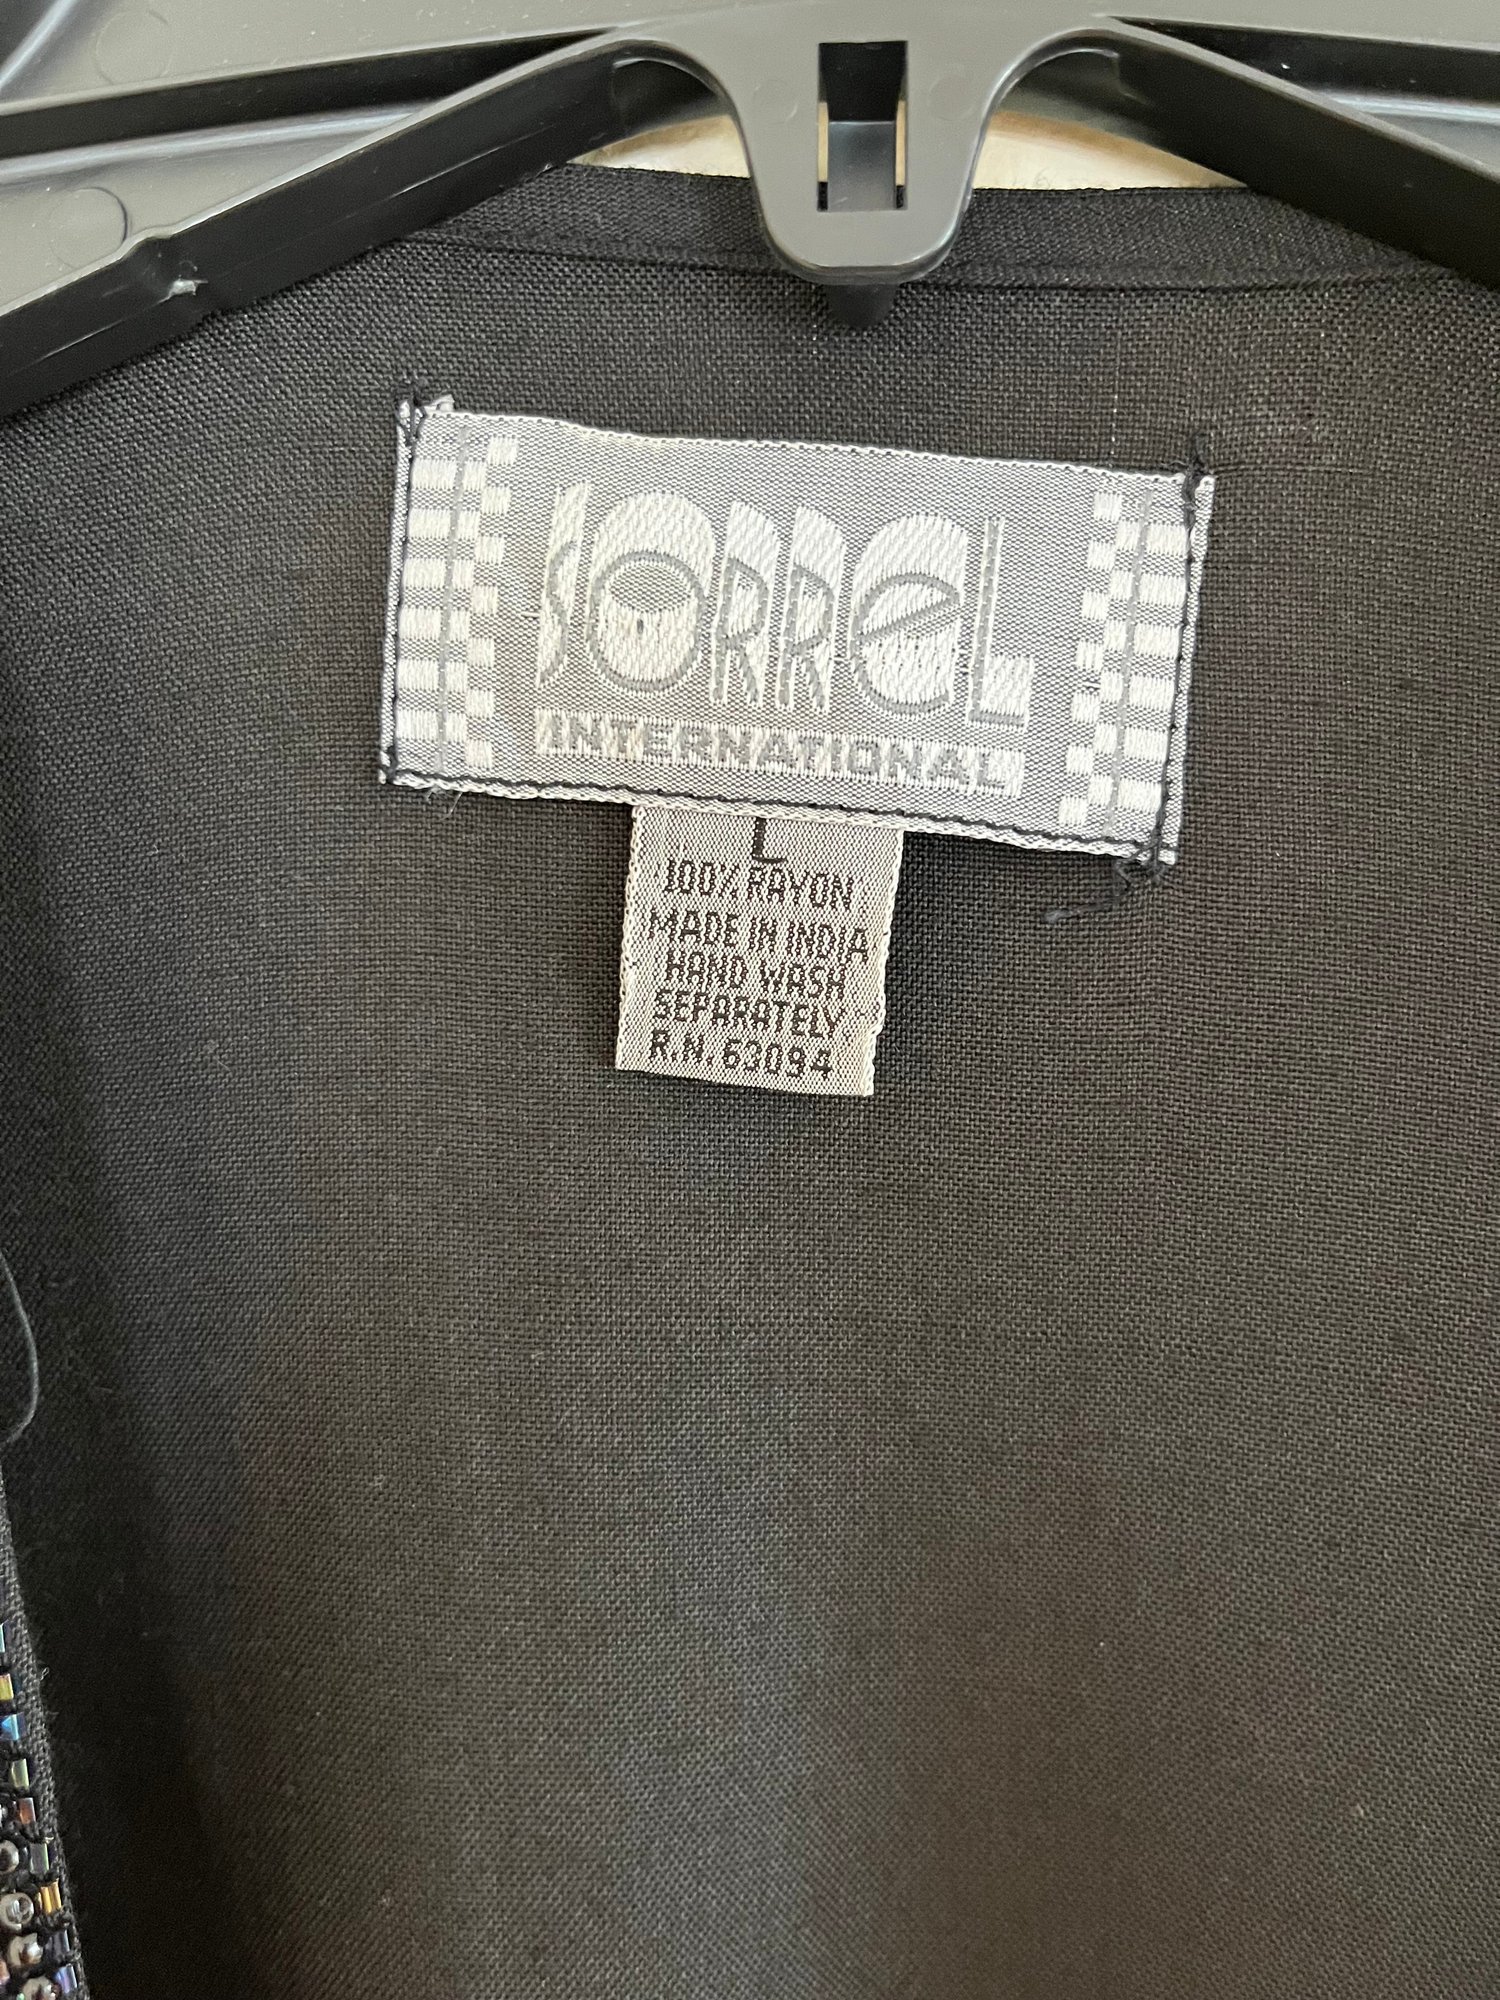 SORREL
INTERNATIONAL
L
100% RAYON
MADE IN INDIA
HAND WASH
SEPARATELY
R.N. 63094